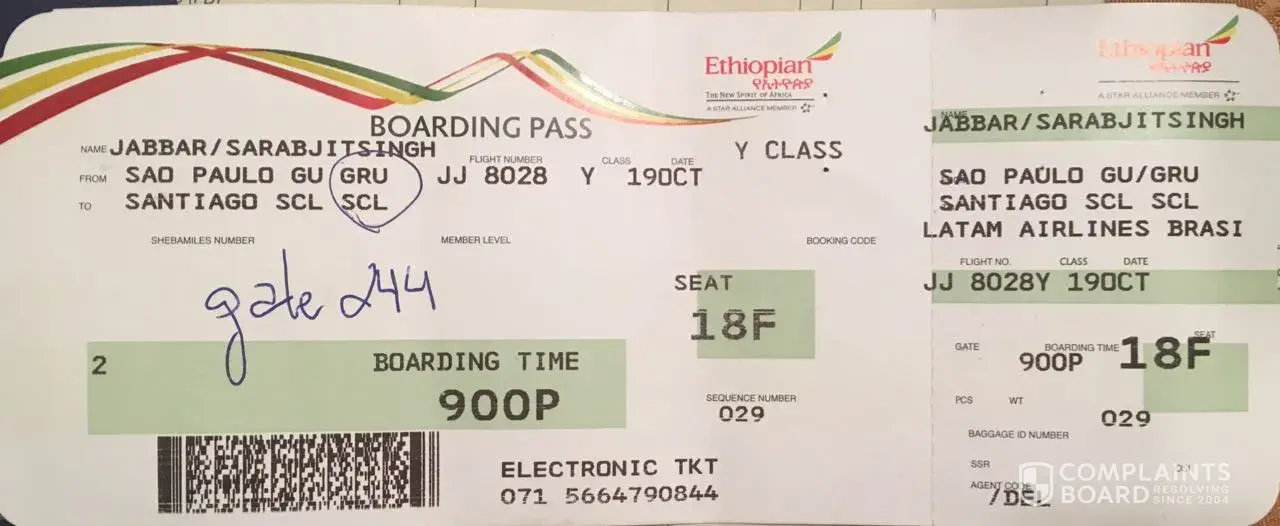 Ethiopian
የኢትዮጵያ
THE NEW SPIRIT OF AFRICA
A STAR ALLIANCE MEMBER
BOARDING PASS
NAME JABBAR/SARABJITSINGH
FLIGHT NUMBER CLASS DATE Y CLASS
FROM SAO PAULO GU GRU JJ 8028 Y 19OCT
TO SANTIAGO SCL SCL
SHEBAMILES NUMBER MEMBER LEVEL BOOKING CODE
gate 244
SEAT
18F
2 BOARDING TIME
900P
SEQUENCE NUMBER
029
ELECTRONIC TKT
071 5664790844
Ethiopian
የኢትዮጵያ
A STAR ALLIANCE MEMBER
NAME
JABBAR/SARABJITSINGH
SAO PAULO GU/GRU
SANTIAGO SCL SCL
LATAM AIRLINES BRASI
FLIGHT NO. CLASS DATE
JJ 8028Y 19OCT
SEAT
GATE BOARDING TIME 18F
900P
PCS WT
029
BAGGAGE ID NUMBER
SSR
AGENT CODE
/DEL
COMPLAINTS
BOARD RESOLVING
SINCE 2004